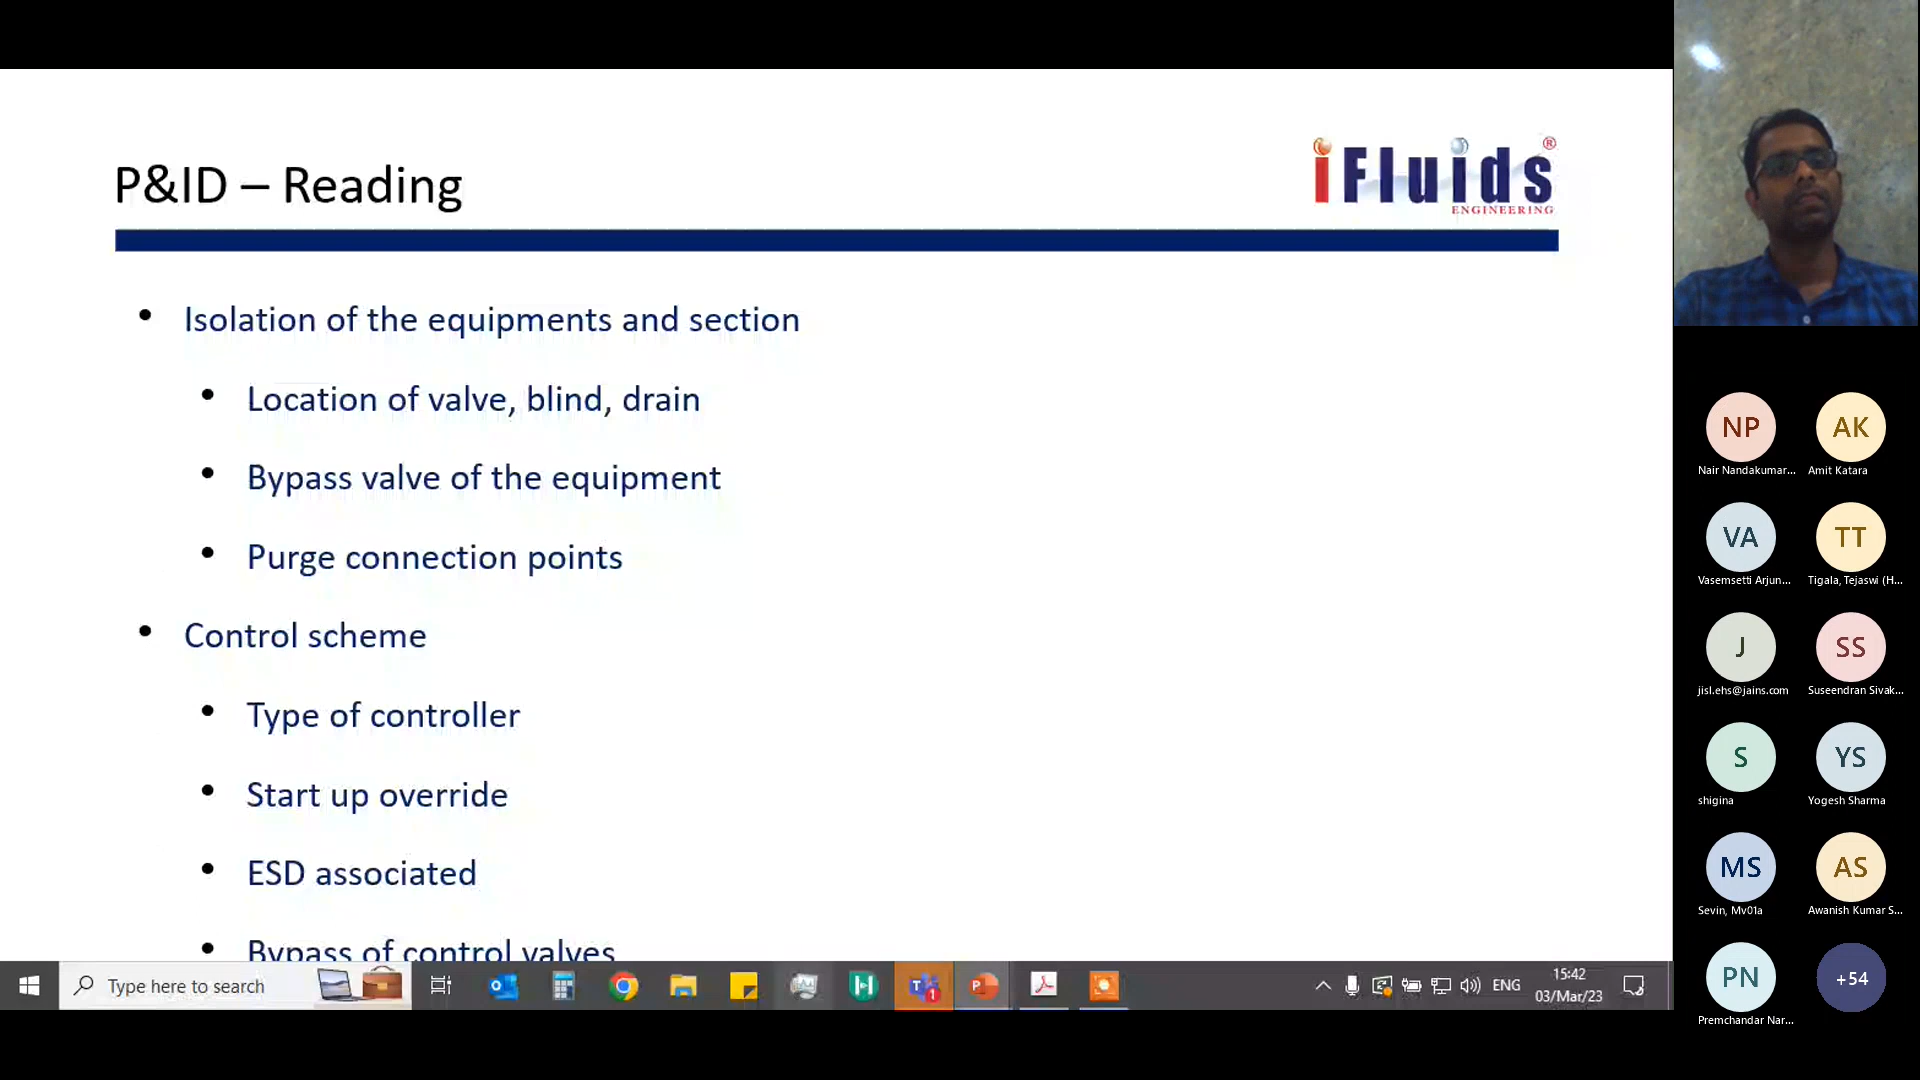 P&ID – Reading
iFluids
®
ENGINEERING
• Isolation of the equipments and section
• Location of valve, blind, drain
• Bypass valve of the equipment
• Purge connection points
• Control scheme
• Type of controller
• Start up override
• ESD associated
• Bypass of control valves
Type here to search
1
ENG
15:42
03/Mar/23
NP
AK
Nair Nandakumar...
Amit Katara
VA
TT
Vasemsetti Arjun...
Tigala, Tejaswi (H...
J
SS
jisl.ehs@jains.com
Suseendran Sivak...
S
YS
shigina
Yogesh Sharma
MS
AS
Sevin, Mv01a
Awanish Kumar S...
PN
+54
Premchandar Nar...